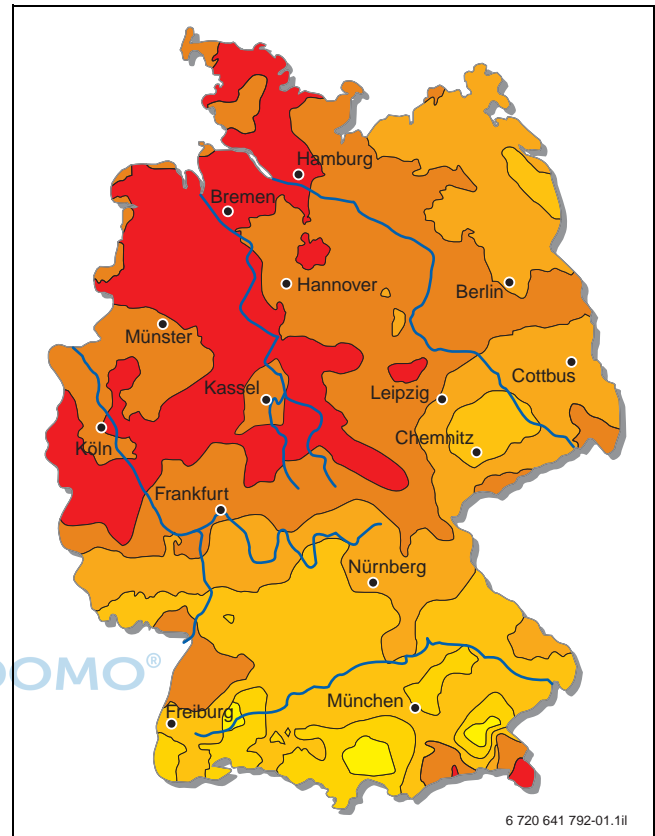 Hamburg
Bremen
Hannover
Berlin
Münster
Cottbus
Kassel
Leipzig
Köln
Chemnitz
Frankfurt
Nürnberg
DOMO®
München
Freiburg
6 720 641 792-01.1il